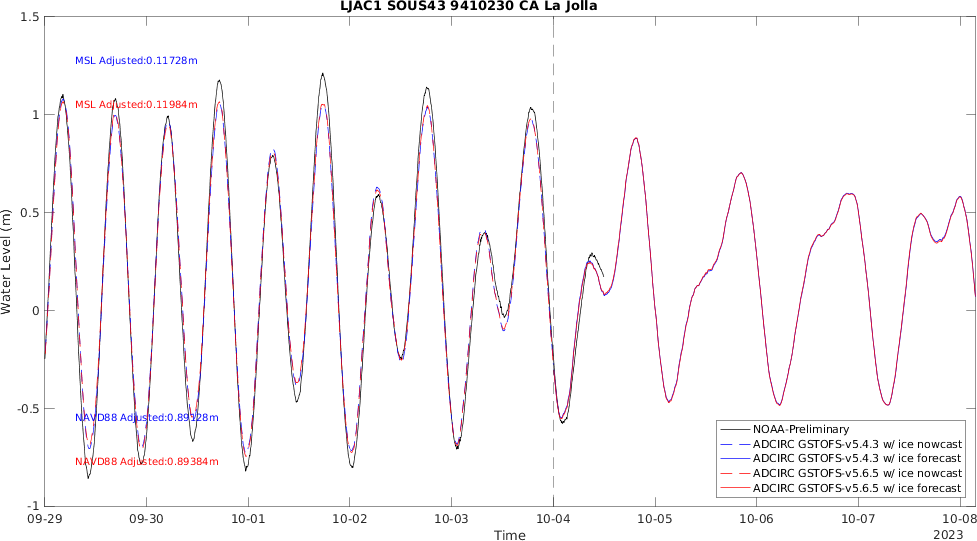 LJAC1 SOUS43 9410230 CA La Jolla
1.5
1
0.5
0
-0.5
-1
Water Level (m)
MSL Adjusted:0.11728m
MSL Adjusted:0.11984m
NAVD88 Adjusted:0.89128m
NAVD88 Adjusted:0.89384m
NOAA-Preliminary
ADCIRC GSTOFS-v5.4.3 w/ ice nowcast
ADCIRC GSTOFS-v5.4.3 w/ ice forecast
ADCIRC GSTOFS-v5.6.5 w/ ice nowcast
ADCIRC GSTOFS-v5.6.5 w/ ice forecast
09-29 09-30 10-01 10-02 10-03 10-04 10-05 10-06 10-07 10-08
Time 2023